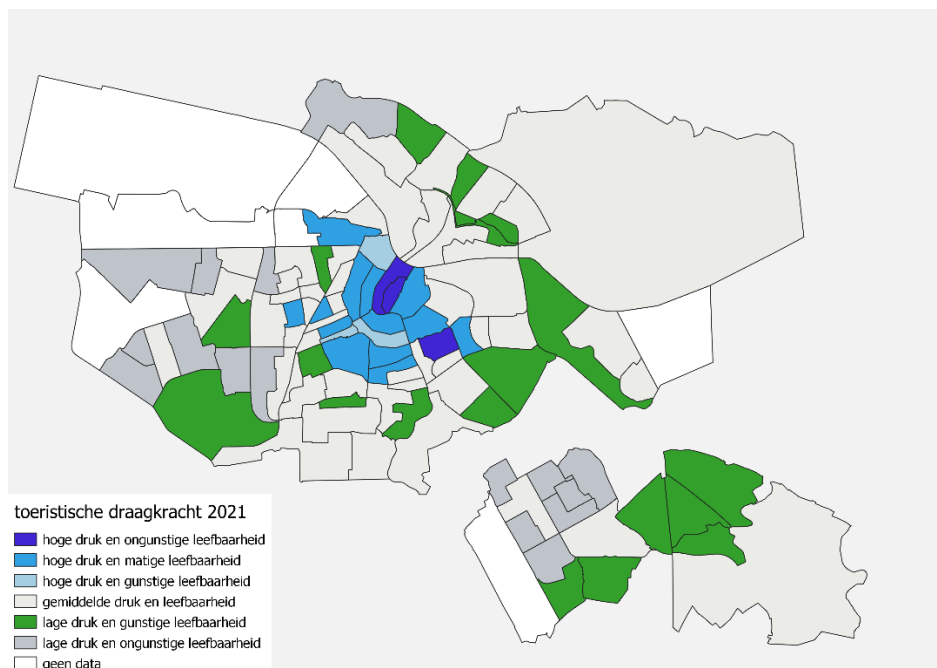 toeristische draagkracht 2021
hoge druk en ongunstige leefbaarheid
hoge druk en matige leefbaarheid
hoge druk en gunstige leefbaarheid
gemiddelde druk en leefbaarheid
lage druk en gunstige leefbaarheid
lage druk en ongunstige leefbaarheid
geen data